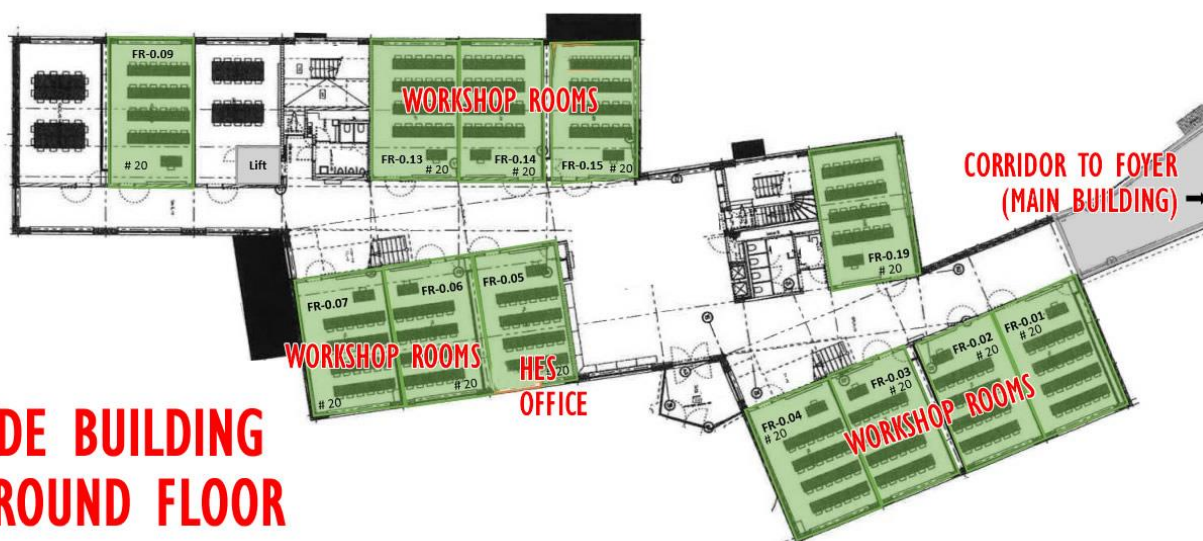 FR-0.09
# 20
Lift
WORKSHOP ROOMS
FR-0.13
# 20
FR-0.14
# 20
FR-0.15
# 20
CORRIDOR TO FOYER
(MAIN BUILDING)
FR-0.19
# 20
FR-0.07
# 20
FR-0.06
# 20
FR-0.05
# 20
WORKSHOP ROOMS
HES
OFFICE
FR-0.01
# 20
FR-0.02
# 20
FR-0.03
# 20
FR-0.04
# 20
WORKSHOP ROOMS
DE BUILDING
ROUND FLOOR